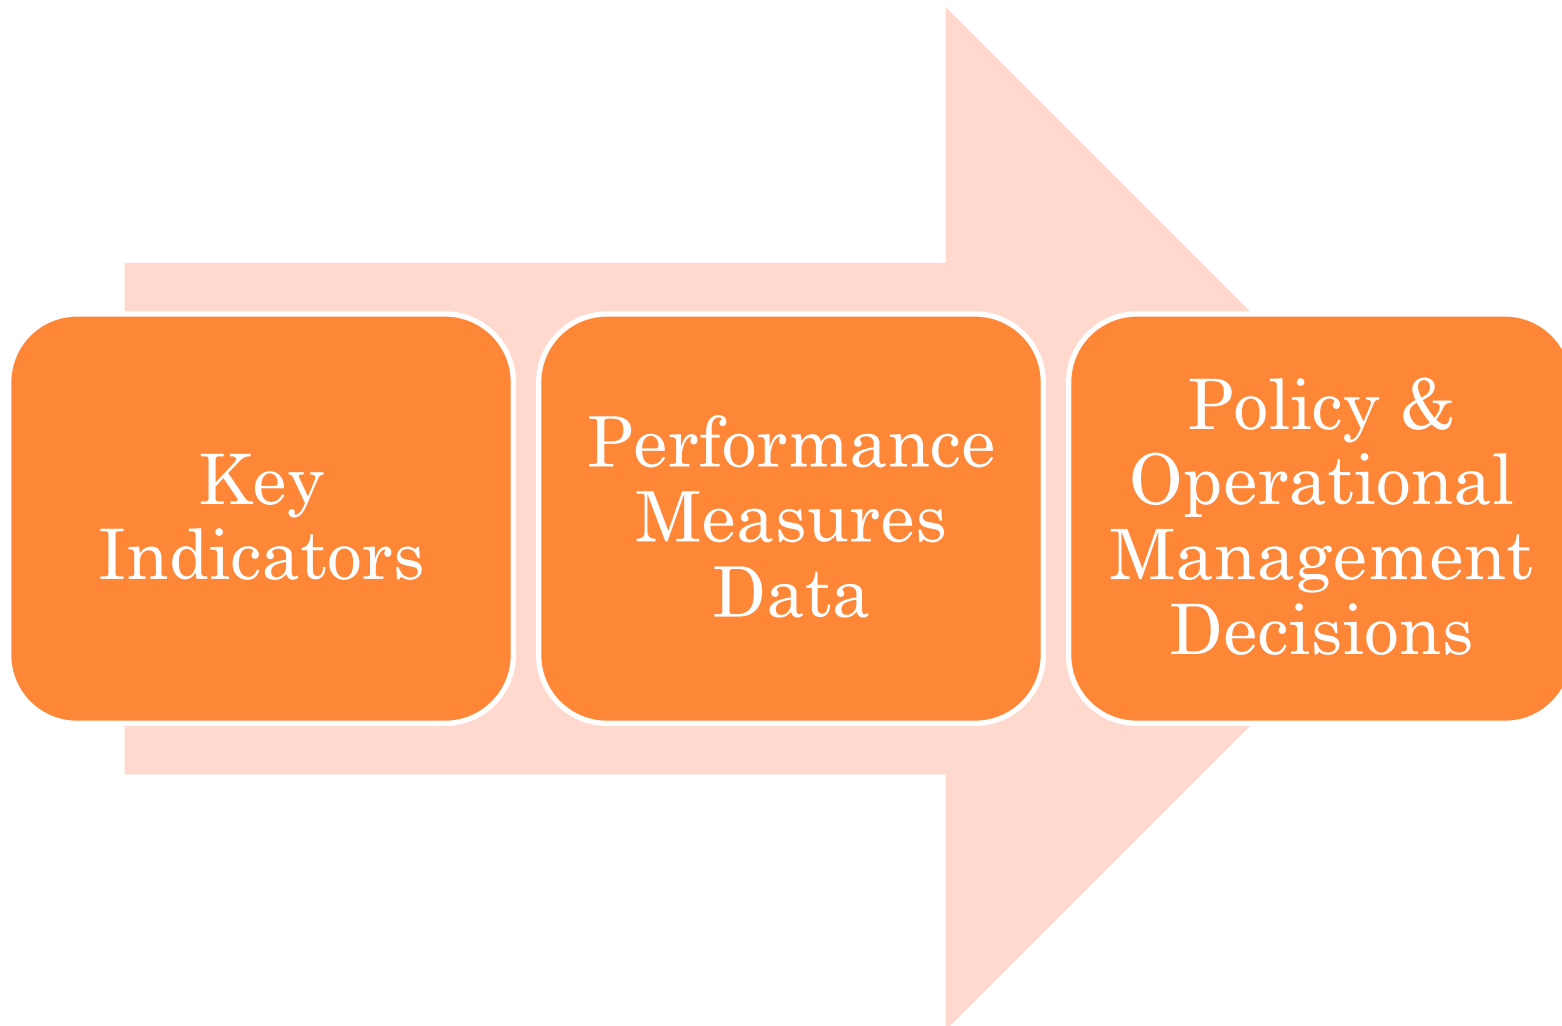 Key
Indicators
Performance
Measures
Data
Policy &
Operational
Management
Decisions